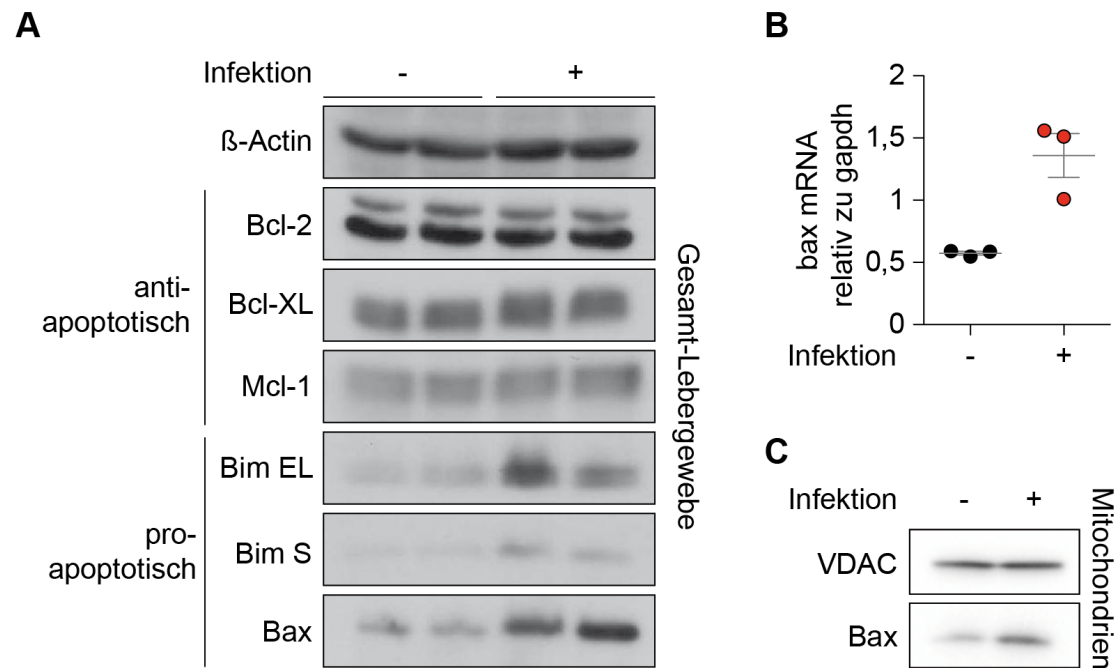 A
Infektion - +
ß-Actin
Bcl-2
Bcl-XL
Mcl-1
Bim EL
Bim S
Bax
anti-
apoptotisch
pro-
apoptotisch
Gesamt-Lebergewebe
B
bax mRNA
relativ zu gapdh
2
1,5
1
0,5
0
Infektion - +
C
Infektion - +
VDAC
Bax
Mitochondrien